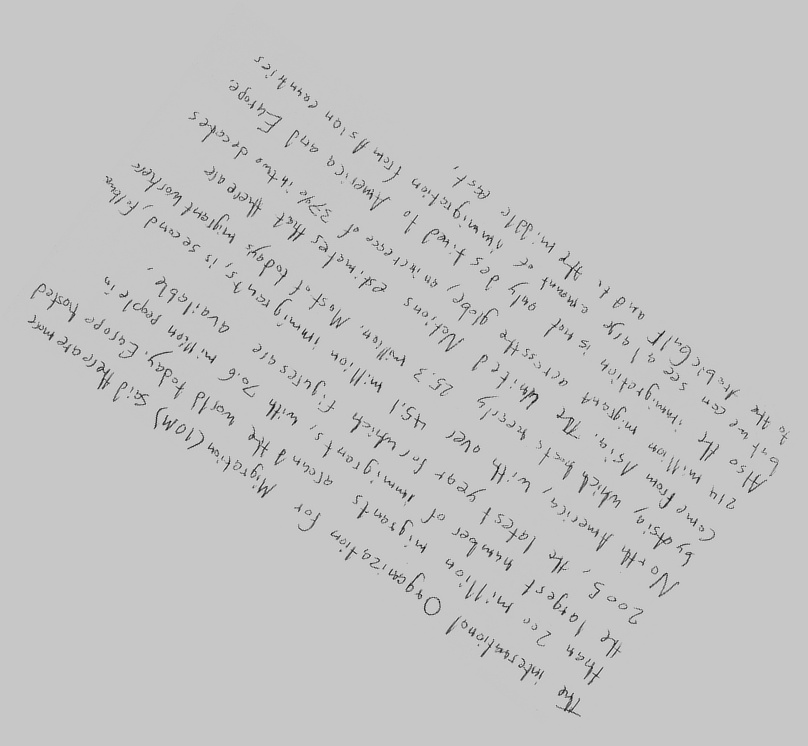 The international Organization for Migration (IOM) said there are more
than 200 million migrants around the world today. Europe hosted
the largest number of immigrants, with 70.6 million people in
2005, the latest year for which figures are available,
North America, with over 45.1 million immigrants, is second, followe
by Asia, which hosts nearly 25.3 million. Most of todays migrant workers
come from Asia. The United Nations estimates that there are
214 million migrant across the globe, an increase of 37% in two decades
Also the immigration is not only destined to America and Europe.
but we can see a large amount of immigration from Asian countries
to the Arabic Gulf and to the middle east,